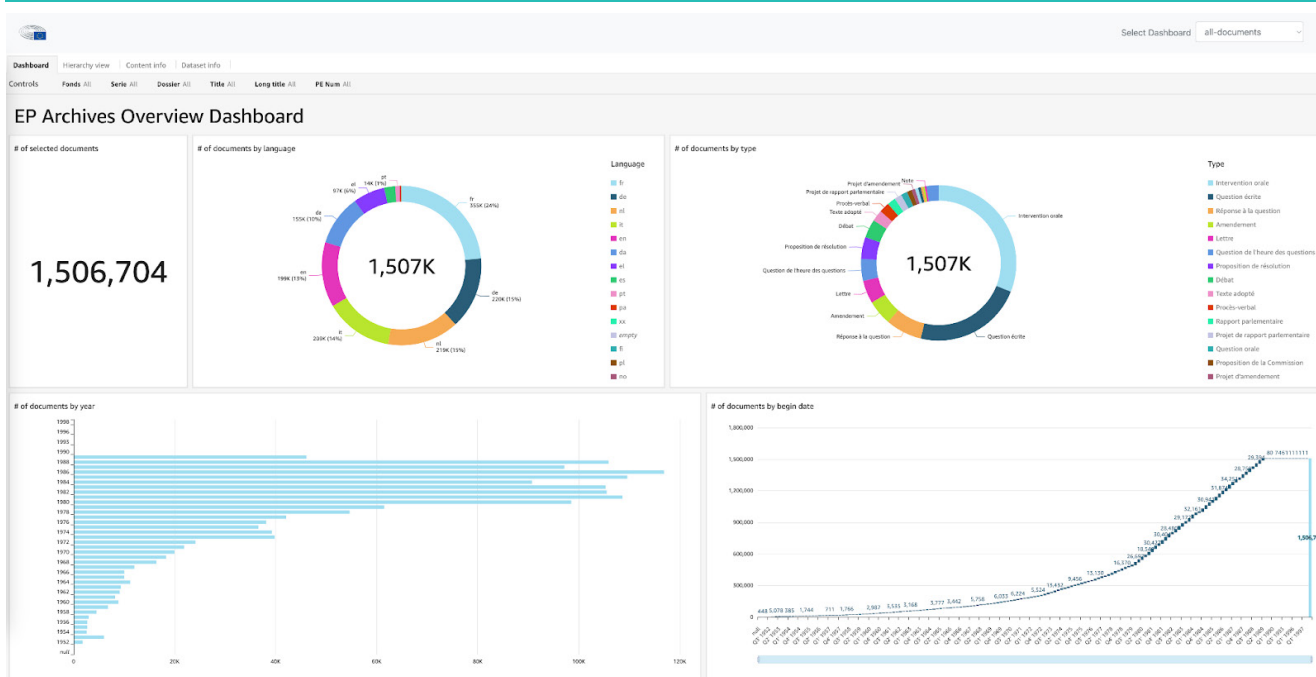 Select Dashboard all-documents
Dashboard Hierarchy view Content info Dataset info
Controls Fonds All Serie All Dossier All Title All Long title All PE Num All
EP Archives Overview Dashboard
# of selected documents
1,506,704
# of documents by language
1,507K
fr
355K (24%)
de
220K (15%)
nl
219K (15%)
it
209K (14%)
en
199K (13%)
da
155K (10%)
el
97K (6%)
pt
14K (1%)
Language
fr
de
nl
it
en
da
el
es
pt
pa
xx
empty
fi
pl
no
# of documents by type
1,507K
Note
Projet d'amendement
Projet de rapport parlementaire
Procès-verbal
Texte adopté
Débat
Proposition de résolution
Question de l'heure des questions
Lettre
Amendement
Réponse à la question
Question écrite
Intervention orale
Type
Intervention orale
Question écrite
Réponse à la question
Amendement
Lettre
Question de l'heure des questions
Proposition de résolution
Débat
Texte adopté
Procès-verbal
Rapport parlementaire
Projet de rapport parlementaire
Question orale
Proposition de la Commission
Projet d'amendement
# of documents by year
1998
1996
1995
1990
1988
1986
1984
1982
1980
1978
1976
1974
1972
1970
1968
1966
1964
1962
1960
1958
1956
1954
1952
null
0 20K 40K 60K 80K 100K 120K
# of documents by begin date
1,800,000
1,500,000
1,200,000
900,000
600,000
300,000
0